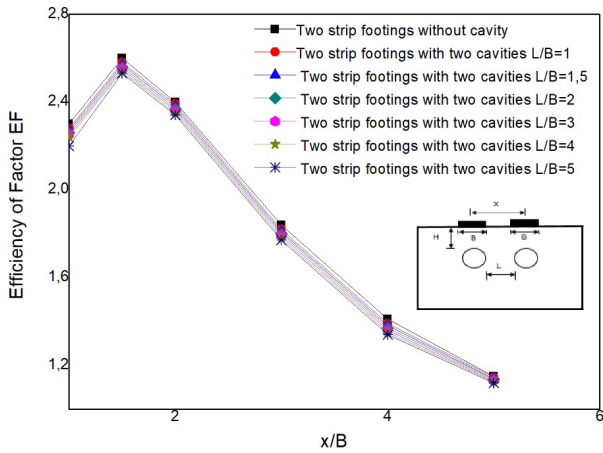 2,8
2,4
2,0
1,6
1,2
Efficiency of Factor EF
Two strip footings without cavity
Two strip footings with two cavities L/B=1
Two strip footings with two cavities L/B=1,5
Two strip footings with two cavities L/B=2
Two strip footings with two cavities L/B=3
Two strip footings with two cavities L/B=4
Two strip footings with two cavities L/B=5
x
B
B
H
L
2
4
6
x/B